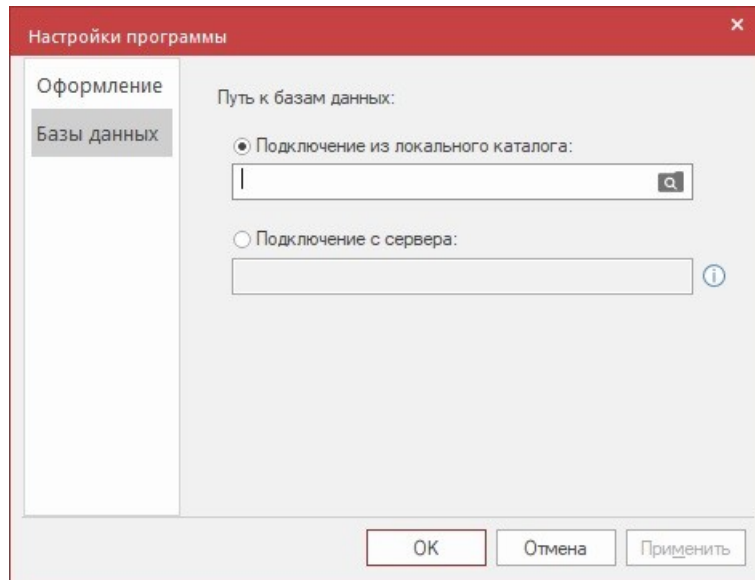 Настройки программы
Оформление
Базы данных
Путь к базам данных:
Подключение из локального каталога:
Подключение с сервера:
OK
Отмена
Применить